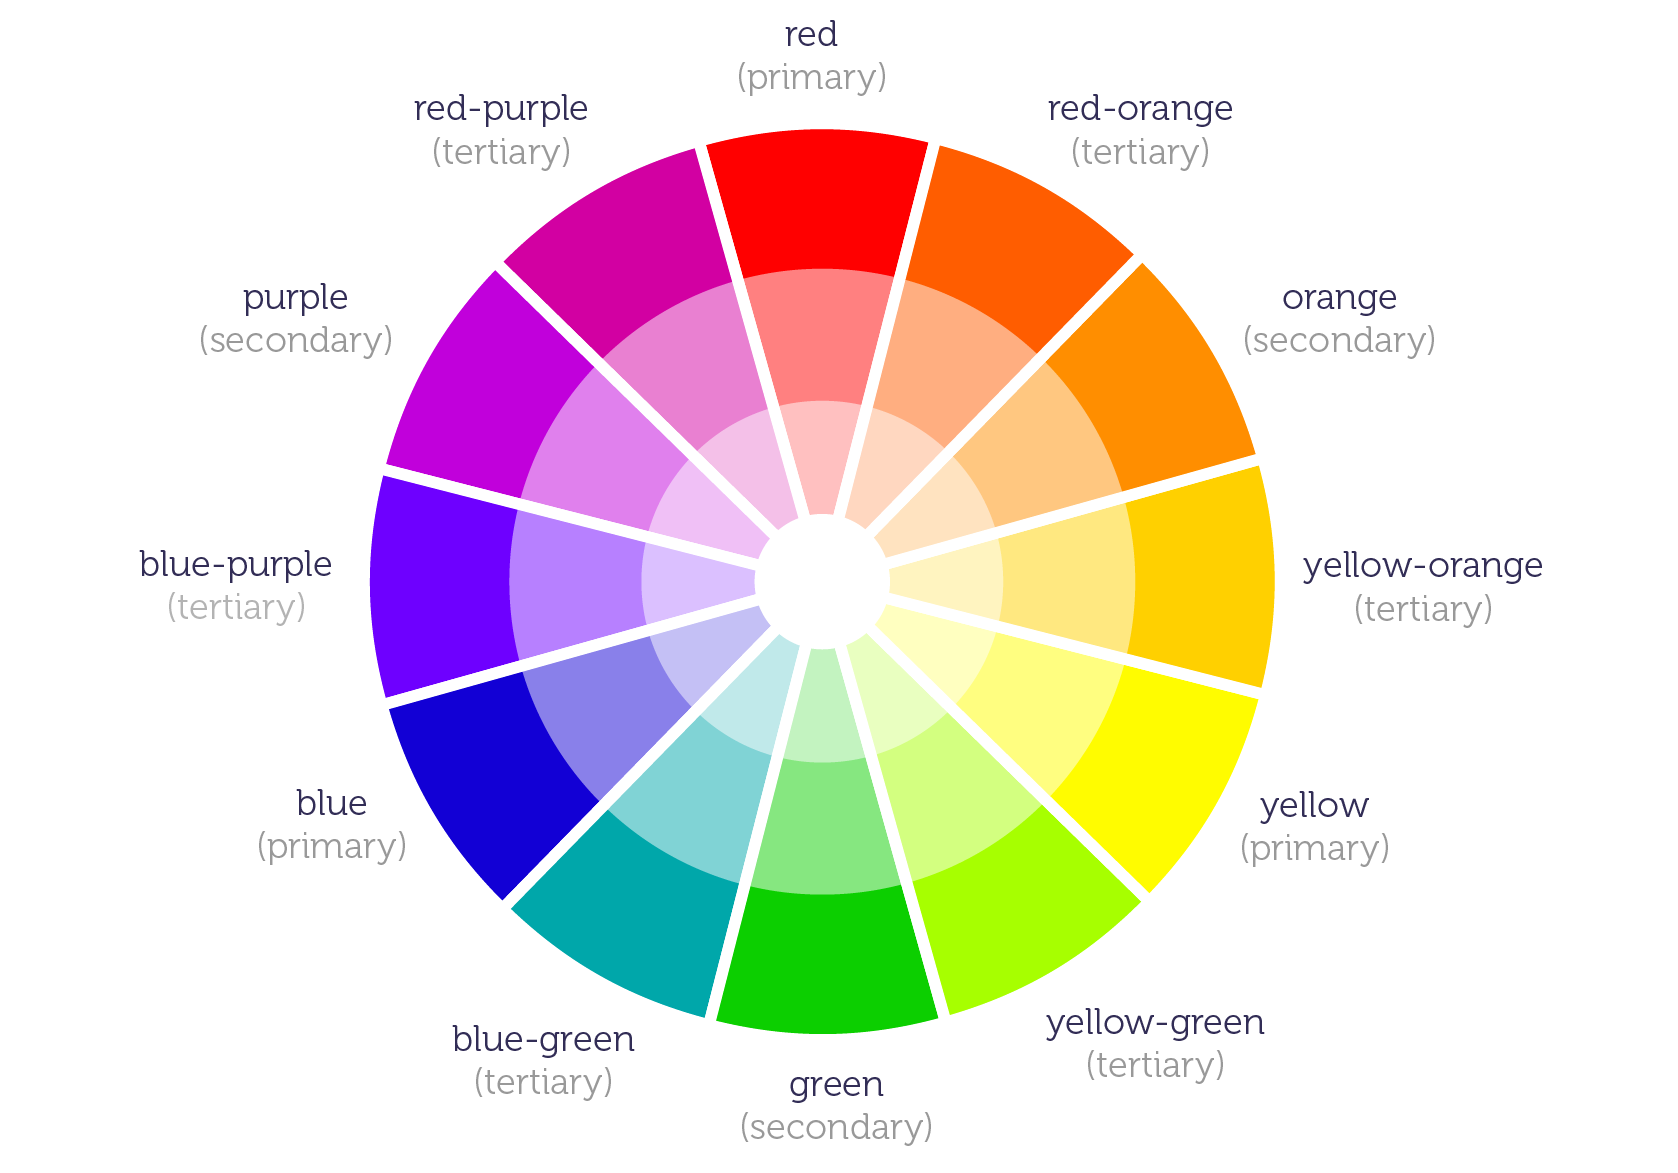 red
(primary)
red-orange
(tertiary)
orange
(secondary)
yellow-orange
(tertiary)
yellow
(primary)
yellow-green
(tertiary)
green
(secondary)
blue-green
(tertiary)
blue
(primary)
blue-purple
(tertiary)
purple
(secondary)
red-purple
(tertiary)